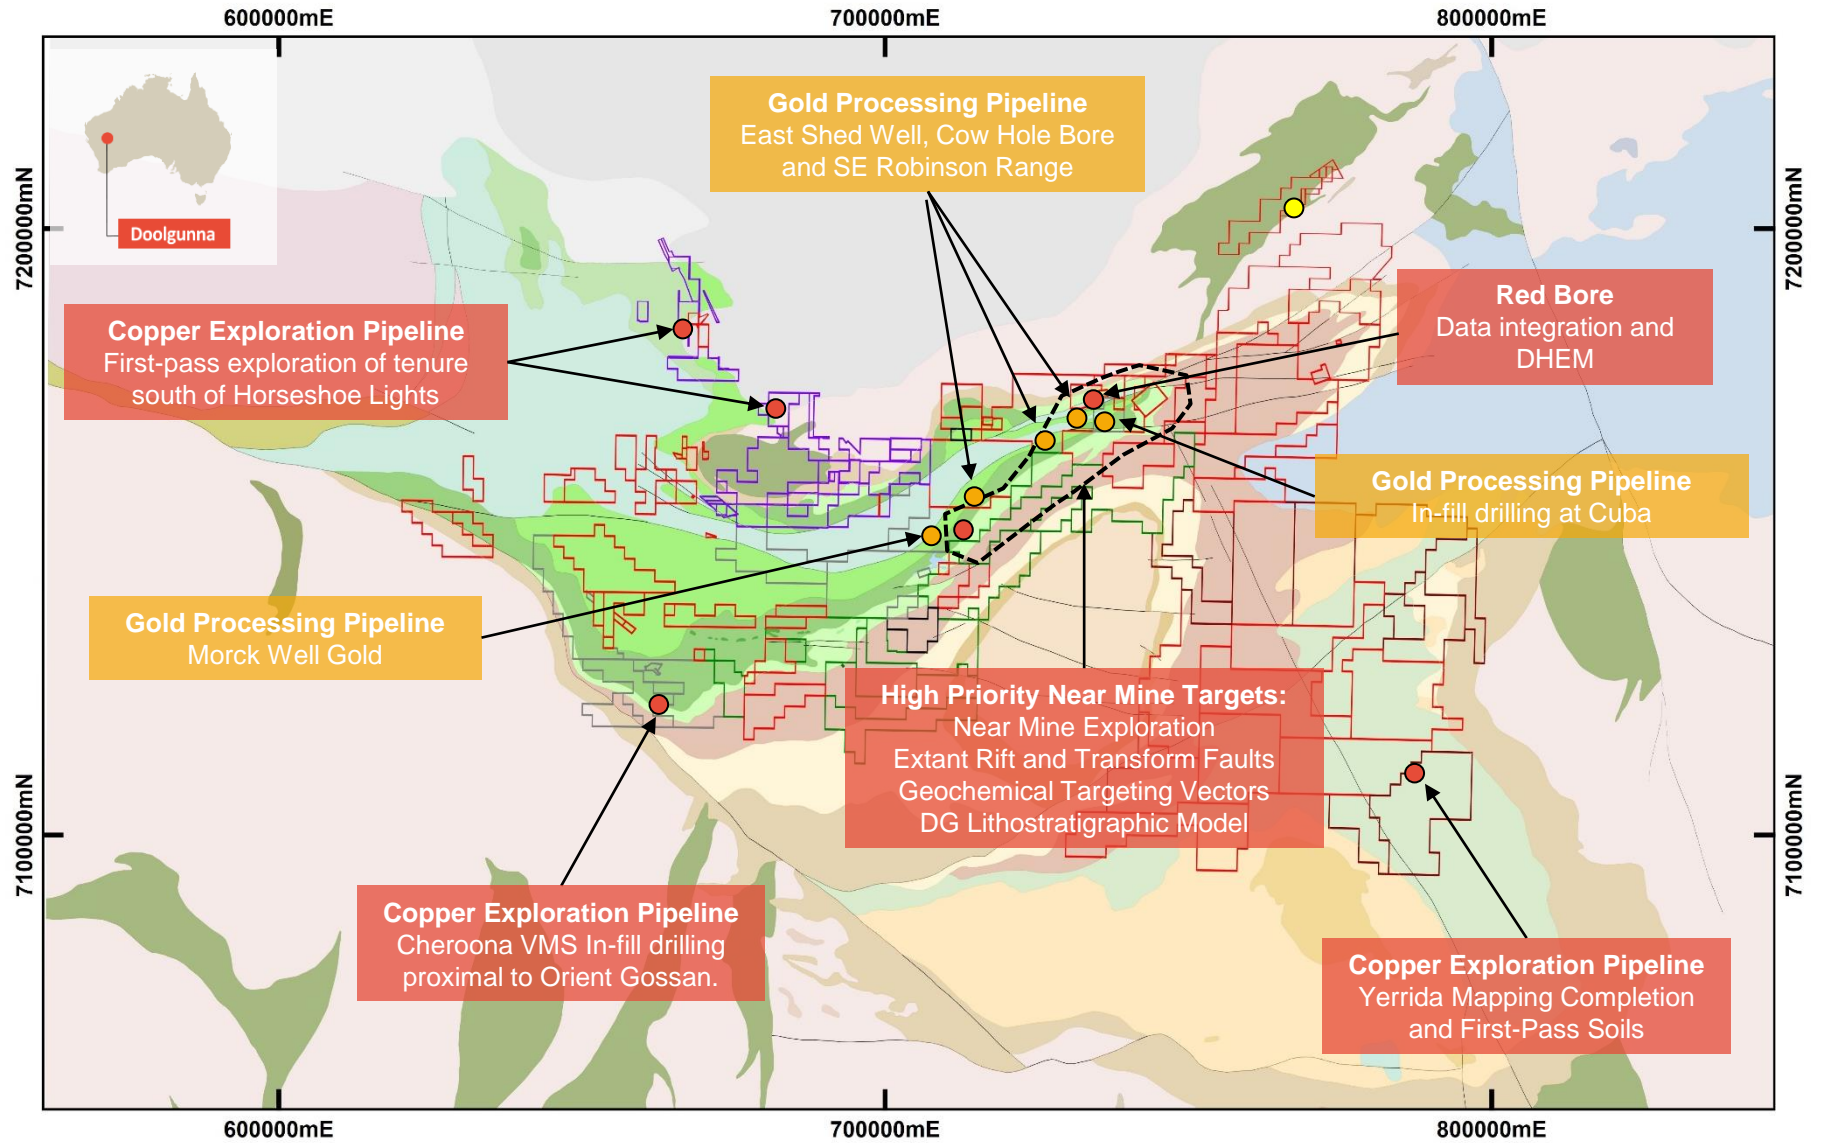 600000mE
700000mE
800000mE
7200000mN
7200000mN
Doolgunna
Gold Processing Pipeline
East Shed Well, Cow Hole Bore
and SE Robinson Range
Copper Exploration Pipeline
First-pass exploration of tenure
south of Horseshoe Lights
Red Bore
Data integration and
DHEM
Gold Processing Pipeline
In-fill drilling at Cuba
Gold Processing Pipeline
Morck Well Gold
High Priority Near Mine Targets:
Near Mine Exploration
Extant Rift and Transform Faults
Geochemical Targeting Vectors
DG Lithostratigraphic Model
Copper Exploration Pipeline
Cheroona VMS In-fill drilling
proximal to Orient Gossan.
Copper Exploration Pipeline
Yerrida Mapping Completion
and First-Pass Soils
7100000mN
7100000mN
600000mE
700000mE
800000mE